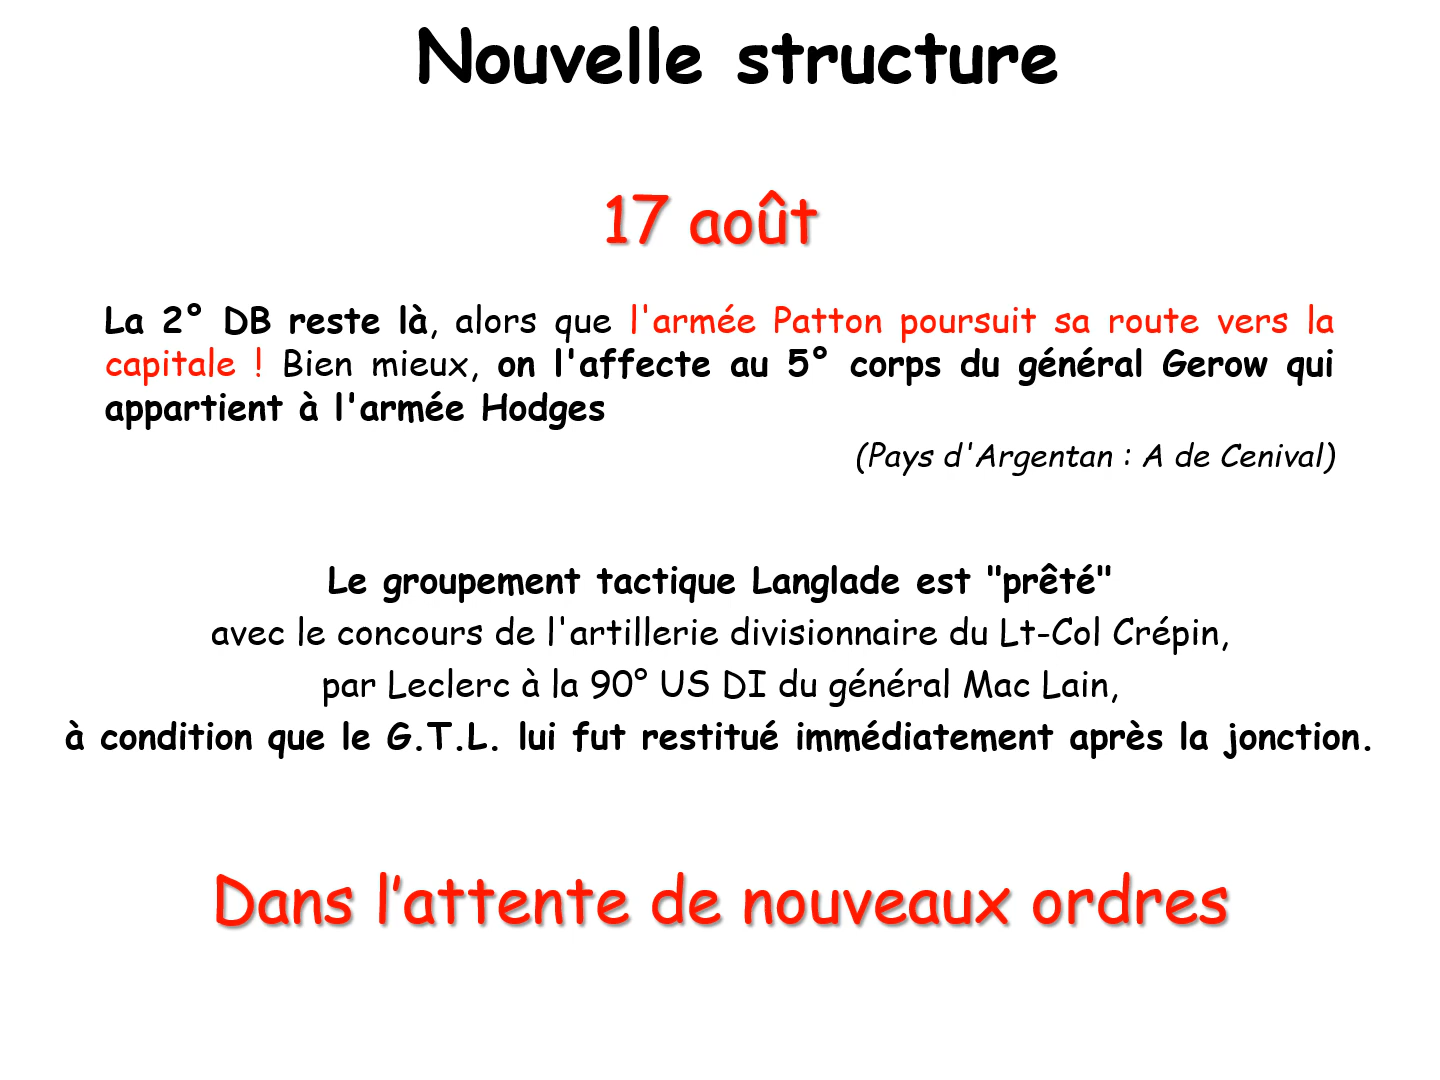 Nouvelle structure
17 août
La 2° DB reste là, alors que l'armée Patton poursuit sa route vers la
capitale ! Bien mieux, on l'affecte au 5° corps du général Gerow qui
appartient à l'armée Hodges
(Pays d'Argentan : A de Cenival)
Le groupement tactique Langlade est "prêté"
avec le concours de l'artillerie divisionnaire du Lt-Col Crépin,
par Leclerc à la 90° US DI du général Mac Lain,
à condition que le G.T.L. lui fut restitué immédiatement après la jonction.
Dans l’attente de nouveaux ordres